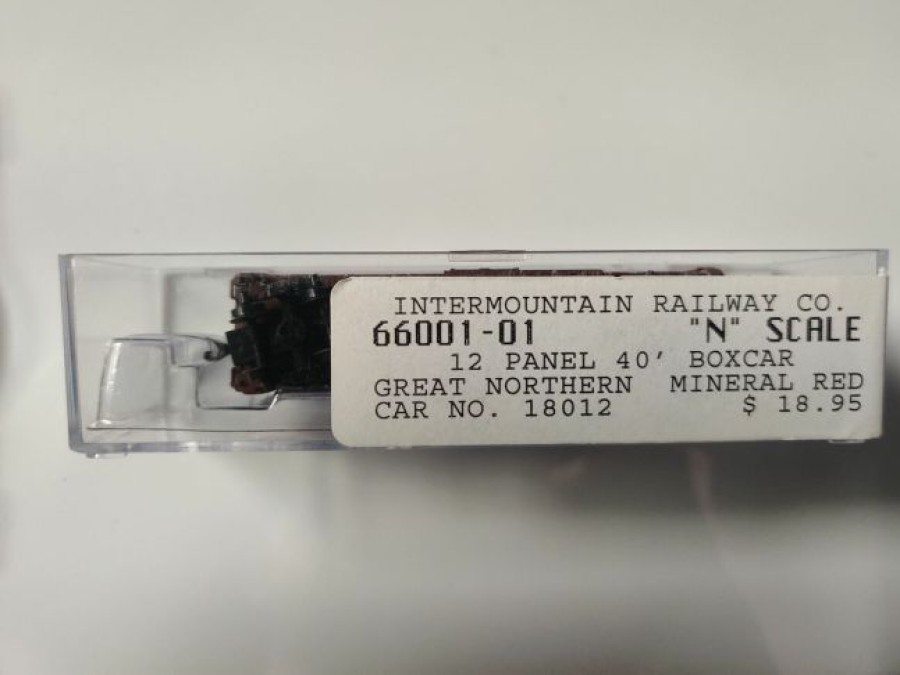 INTERMOUNTAIN RAILWAY CO.
66001-01 "N" SCALE
12 PANEL 40' BOXCAR
GREAT NORTHERN MINERAL RED
CAR NO. 18012 $ 18.95